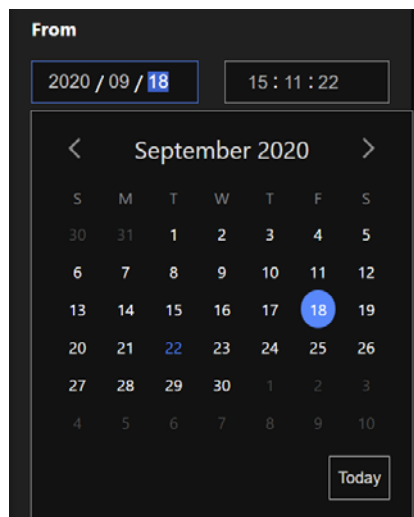 From
2020 / 09 / 18 15 : 11 : 22
September 2020
S M T W T F S
30 31 1 2 3 4 5
6 7 8 9 10 11 12
13 14 15 16 17 18 19
20 21 22 23 24 25 26
27 28 29 30 1 2 3
4 5 6 7 8 9 10
Today